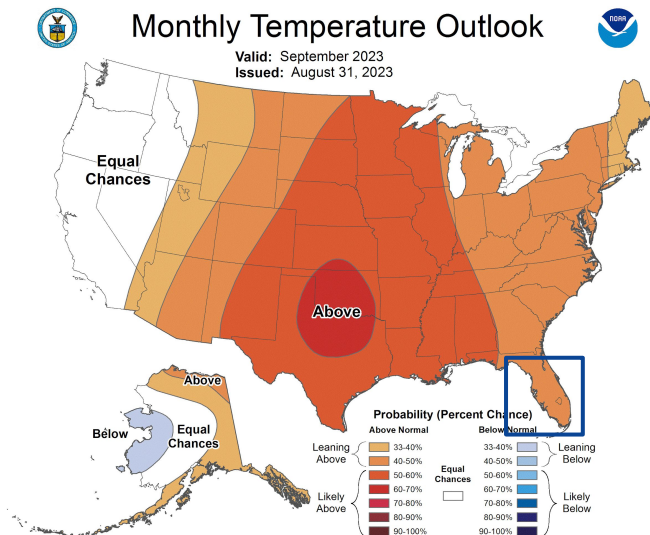 Monthly Temperature Outlook
NOAA
Valid: September 2023
Issued: August 31, 2023
Equal
Chances
Above
Above
Below
Equal
Chances
Probability (Percent Chance)
Above Normal
Below Normal
Leaning
Above
33-40%
40-50%
Likely
Above
50-60%
60-70%
70-80%
80-90%
90-100%
Equal
Chances
33-40%
40-50%
Leaning
Below
50-60%
60-70%
70-80%
80-90%
90-100%
Likely
Below